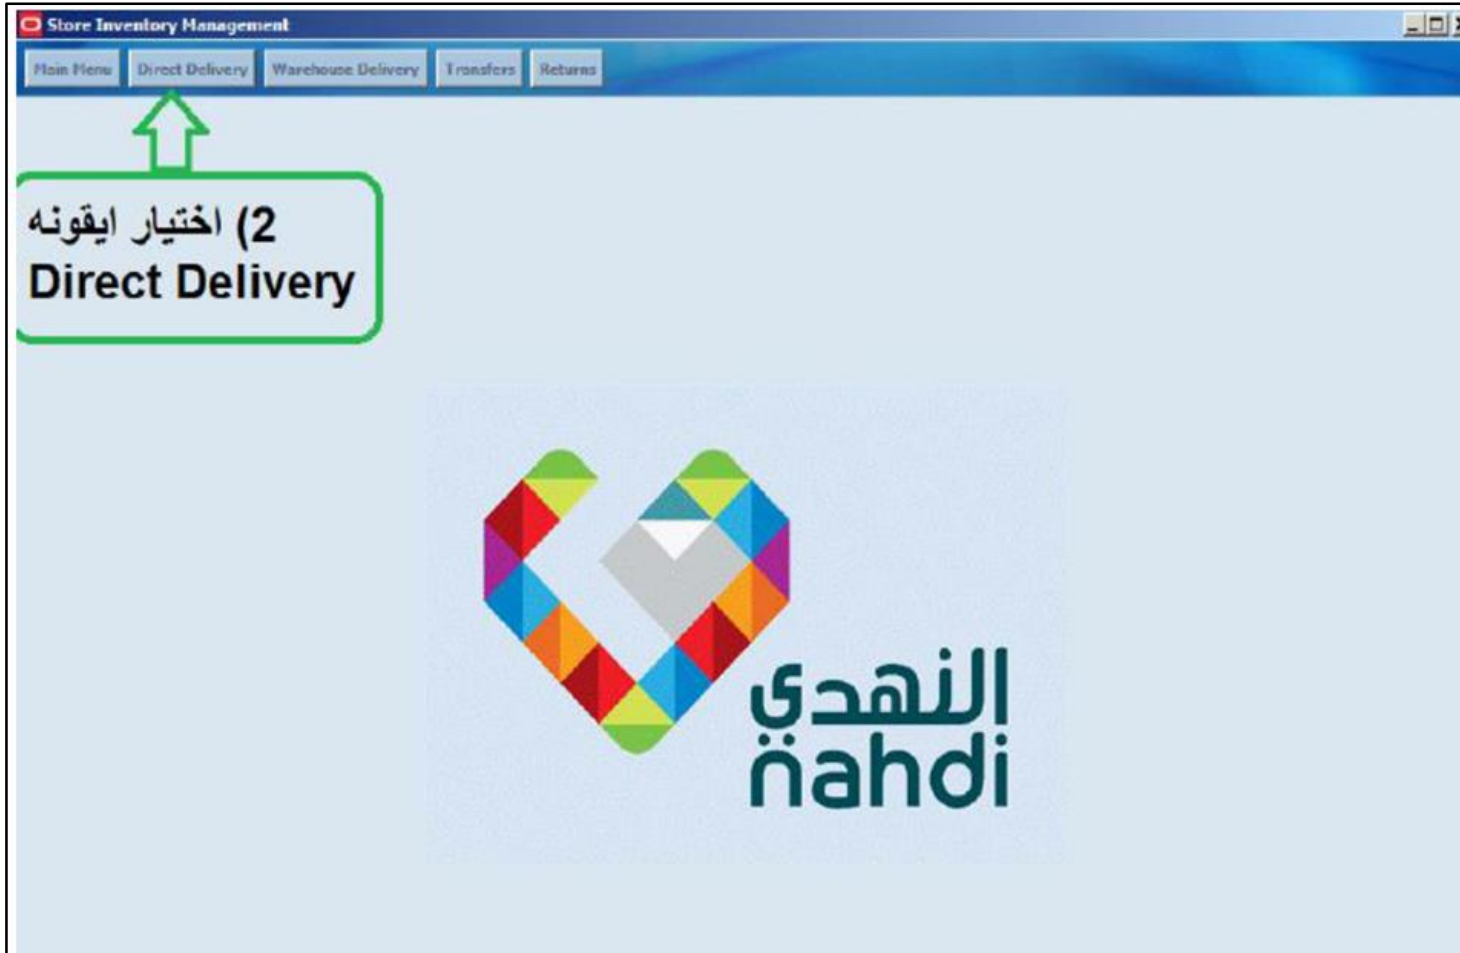 Store Inventory Management
Main Menu Direct Delivery Warehouse Delivery Transfers Returns
2) اختيار ايقونه
Direct Delivery
النهدي
nahdi